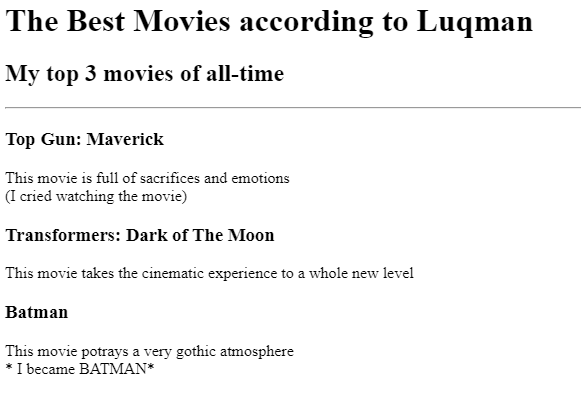 The Best Movies according to Luqman
My top 3 movies of all-time
Top Gun: Maverick
This movie is full of sacrifices and emotions
(I cried watching the movie)
Transformers: Dark of The Moon
This movie takes the cinematic experience to a whole new level
Batman
This movie potrays a very gothic atmosphere
* I became BATMAN*